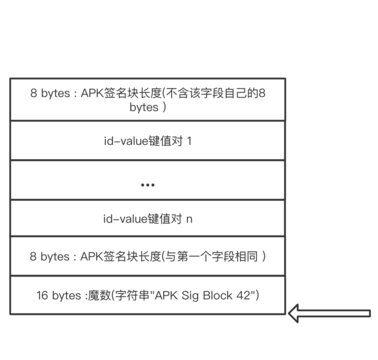 8 bytes : APK签名块长度(不含该字段自己的8
bytes )
id-value键值对 1
...
id-value键值对 n
8 bytes : APK签名块长度(与第一个字段相同 )
16 bytes :魔数(字符串"APK Sig Block 42")